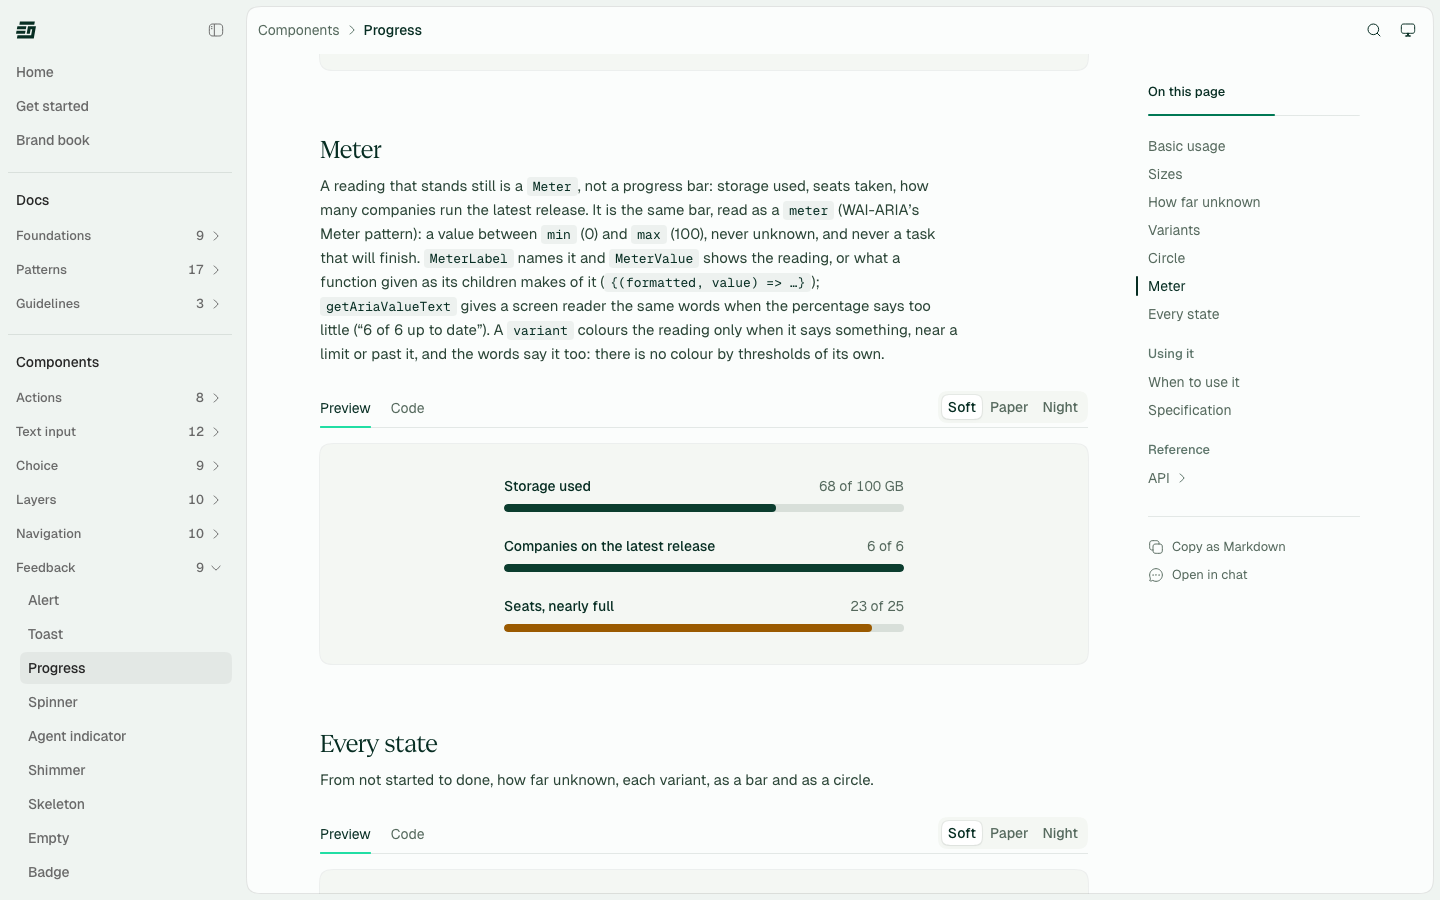 Components
Progress
Home
Get started
Brand book
Docs
Foundations 9
Patterns 17
Guidelines 3
Components
Actions 8
Text input 12
Choice 9
Layers 10
Navigation 10
Feedback 9
Alert
Toast
Progress
Spinner
Agent indicator
Shimmer
Skeleton
Empty
Badge
Meter
A reading that stands still is a Meter, not a progress bar: storage used, seats taken, how
many companies run the latest release. It is the same bar, read as a meter (WAI-ARIA’s
Meter pattern): a value between min (0) and max (100), never unknown, and never a task
that will finish. MeterLabel names it and MeterValue shows the reading, or what a
function given as its children makes of it ( {(formatted, value) => …} );
getAriaValueText gives a screen reader the same words when the percentage says too
little (“6 of 6 up to date”). A variant colours the reading only when it says something, near a
limit or past it, and the words say it too: there is no colour by thresholds of its own.
Preview Code Soft Paper Night
Storage used 68 of 100 GB
Companies on the latest release 6 of 6
Seats, nearly full 23 of 25
Every state
From not started to done, how far unknown, each variant, as a bar and as a circle.
Preview Code Soft Paper Night
On this page
Basic usage
Sizes
How far unknown
Variants
Circle
Meter
Every state
Using it
When to use it
Specification
Reference
API
Copy as Markdown
Open in chat